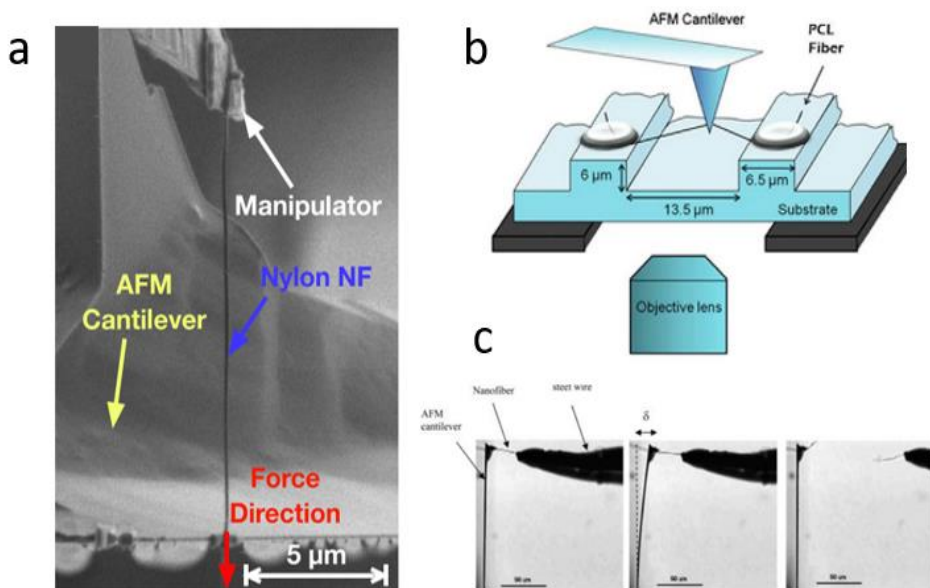 a
Manipulator
Nylon NF
AFM
Cantilever
Force
Direction
5 µm
b
AFM Cantilever
PCL
Fiber
6 µm
6.5 µm
13.5 µm
Substrate
Objective lens
c
Nanofiber
steet wire
AFM
cantilever
δ